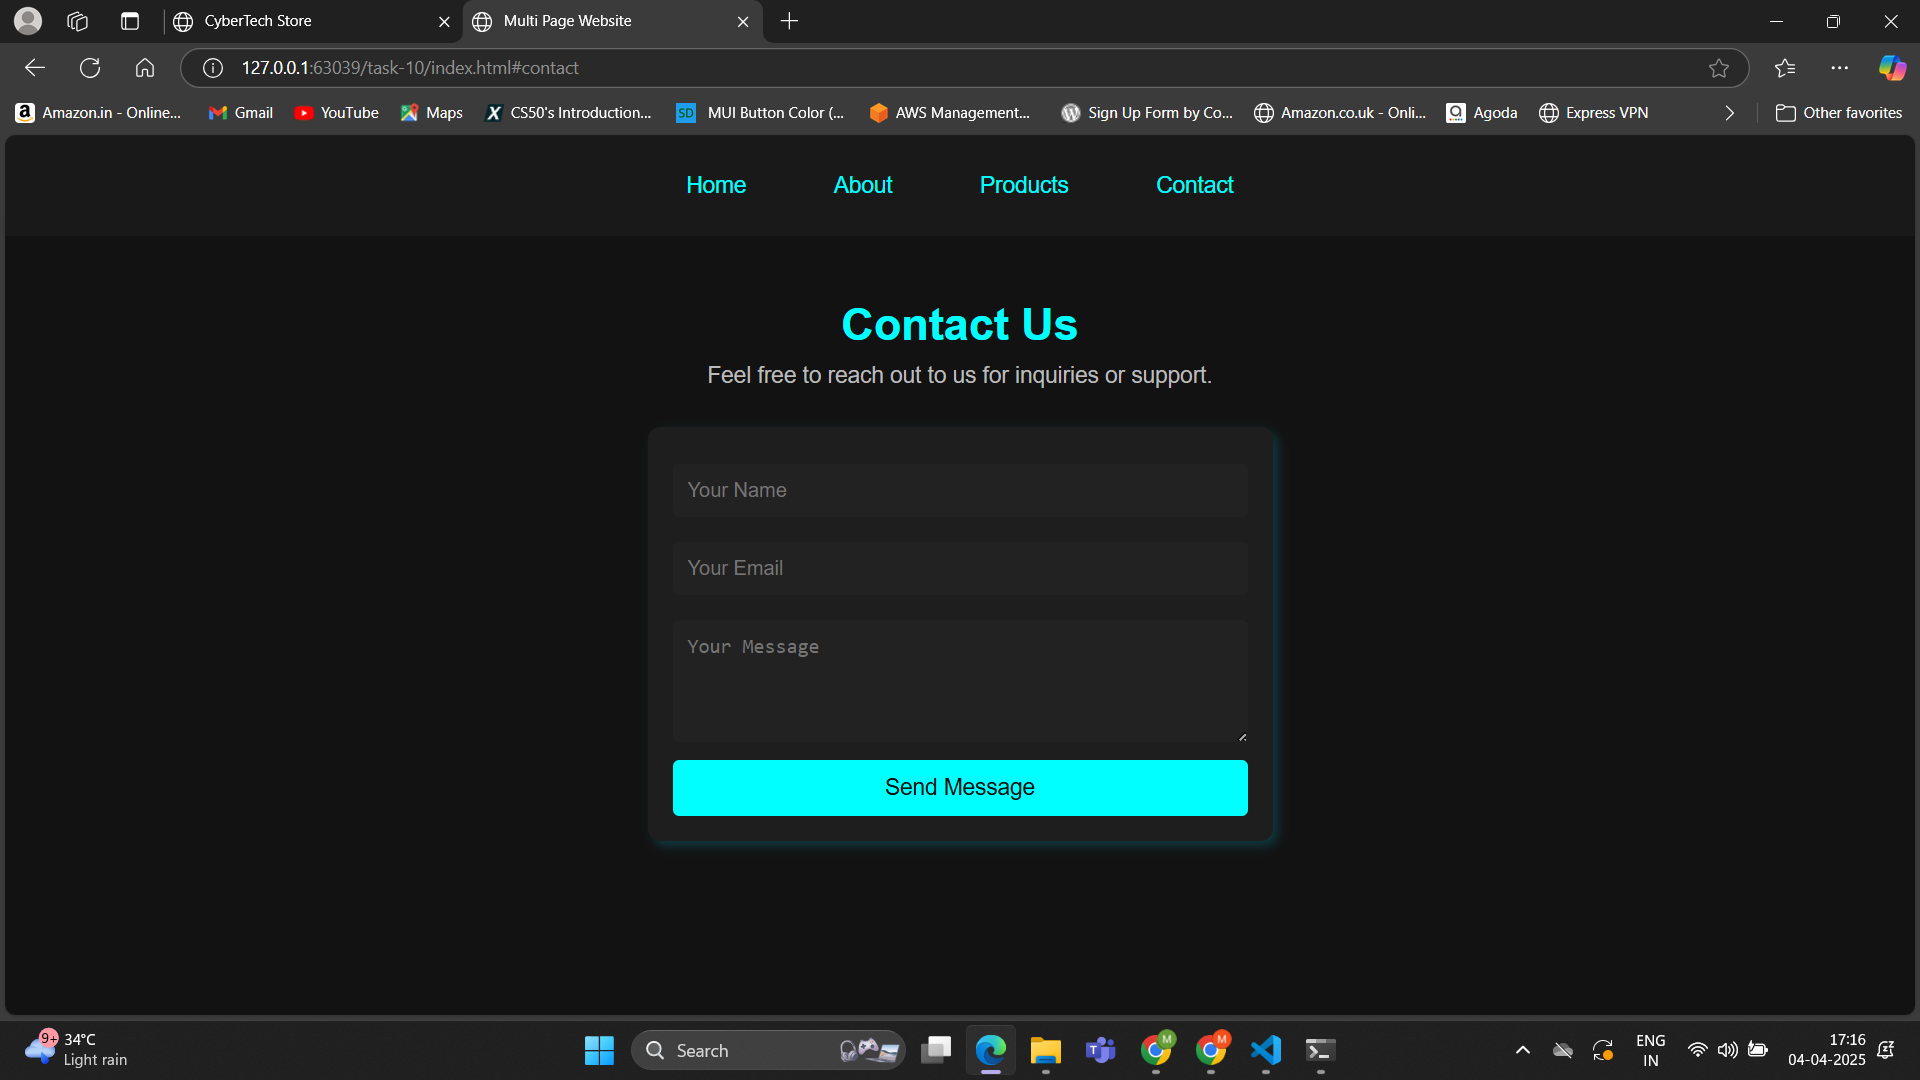 CyberTech Store
Multi Page Website
127.0.0.1:63039/task-10/index.html#contact
Amazon.in - Online... Gmail YouTube Maps CS50's Introduction... SD MUI Button Color (... AWS Management... Sign Up Form by Co... Amazon.co.uk - Onli... Agoda Express VPN Other favorites
Home About Products Contact
Contact Us
Feel free to reach out to us for inquiries or support.
Your Name
Your Email
Your Message
Send Message
9+ 34°C
Light rain
Search
M
M
ENG
IN
17:16
04-04-2025